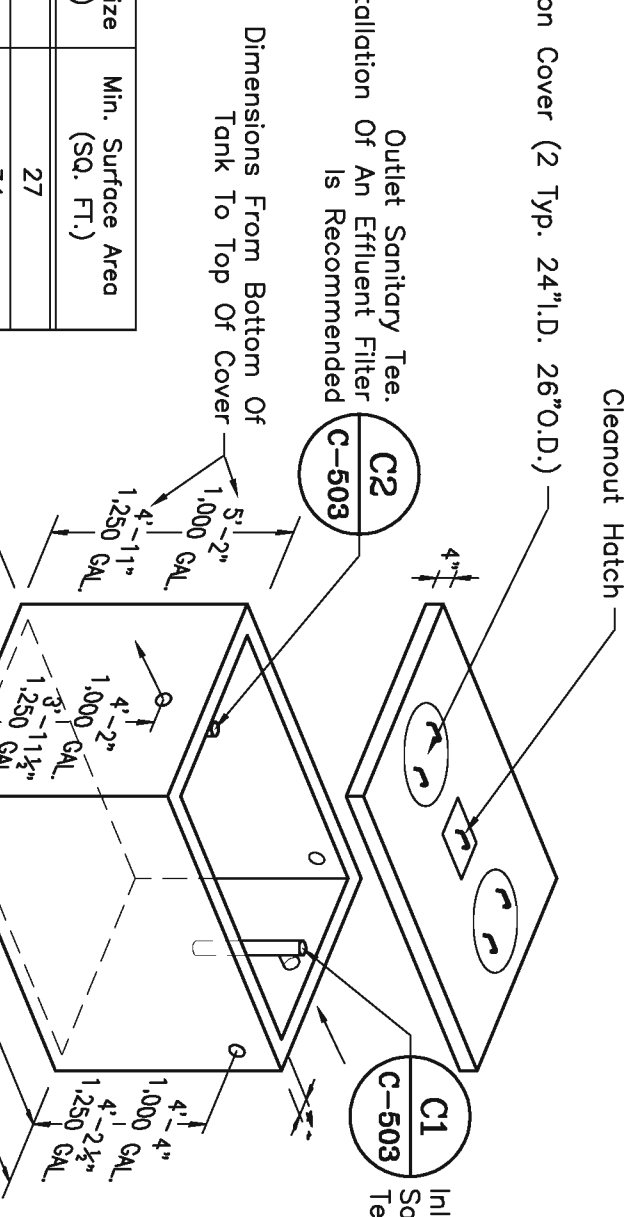 on Cover (2 Typ. 24"I.D. 26"O.D.)
Cleanout Hatch
Outlet Sanitary Tee.
tallation Of An Effluent Filter
Is Recommended
C2
C-503
Dimensions From Bottom Of
Tank To Top Of Cover
ize
)
Min. Surface Area
(SQ. FT.)
27
4"
5'-2"
1,000 GAL.
4'-11"
1,250 GAL.
4'-2"
1,000 GAL.
3'-11½"
1,250 GAL
C1
C-503
Inl
Sa
Te
4'-4"
1,000 GAL.
4'-2½"
1,250 GAL.